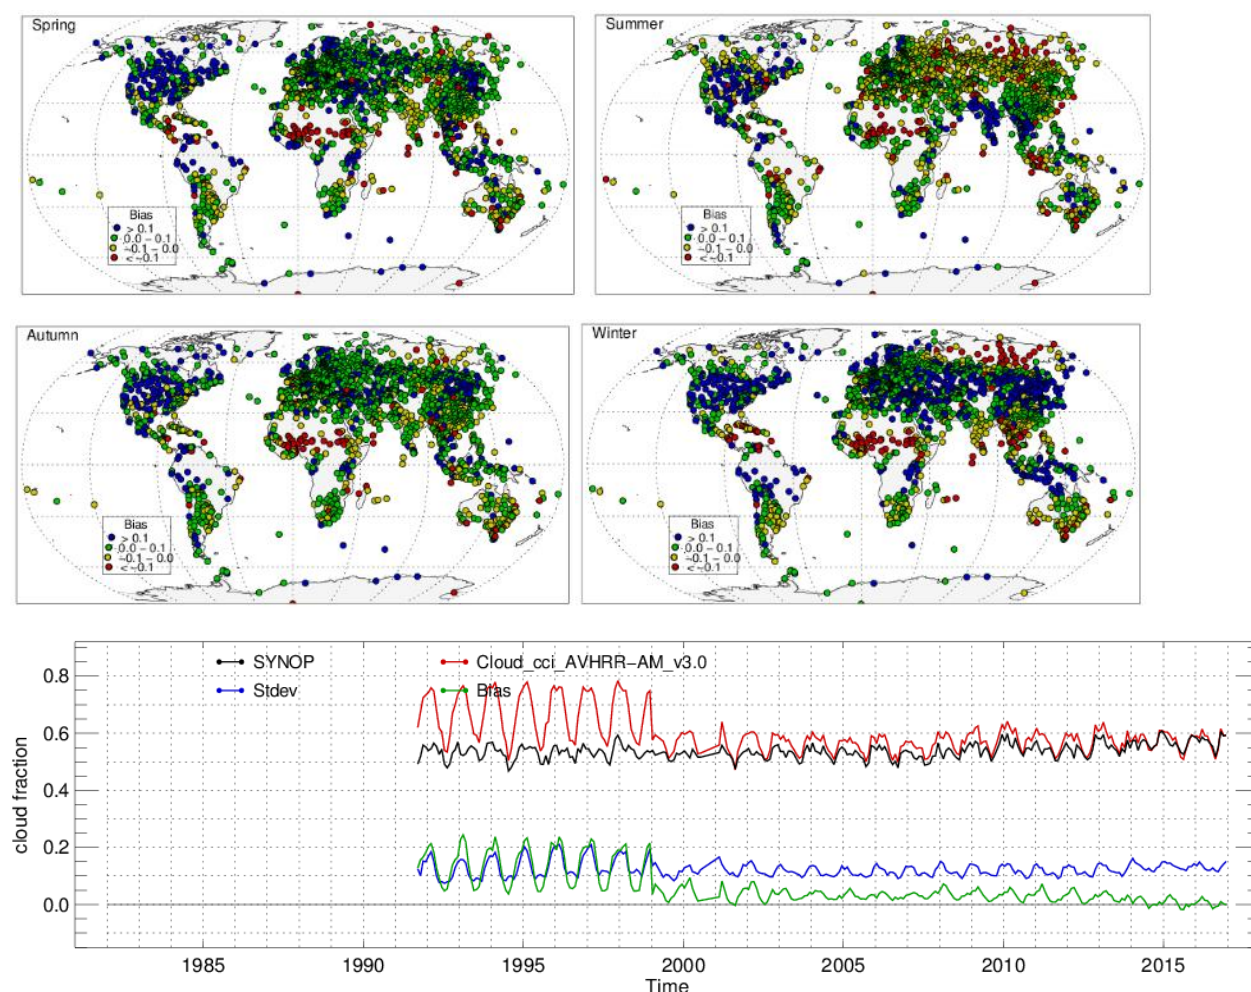 Spring
Bias
> 0.1
0.0 − 0.1
−0.1 − 0.0
< −0.1
Summer
Bias
> 0.1
0.0 − 0.1
−0.1 − 0.0
< −0.1
Autumn
Bias
> 0.1
0.0 − 0.1
−0.1 − 0.0
< −0.1
Winter
Bias
> 0.1
0.0 − 0.1
−0.1 − 0.0
< −0.1
SYNOP
Cloud_cci_AVHRR−AM_v3.0
Stdev
Bias
cloud fraction
0.8
0.6
0.4
0.2
0.0
1985 1990 1995 2000 2005 2010 2015
Time